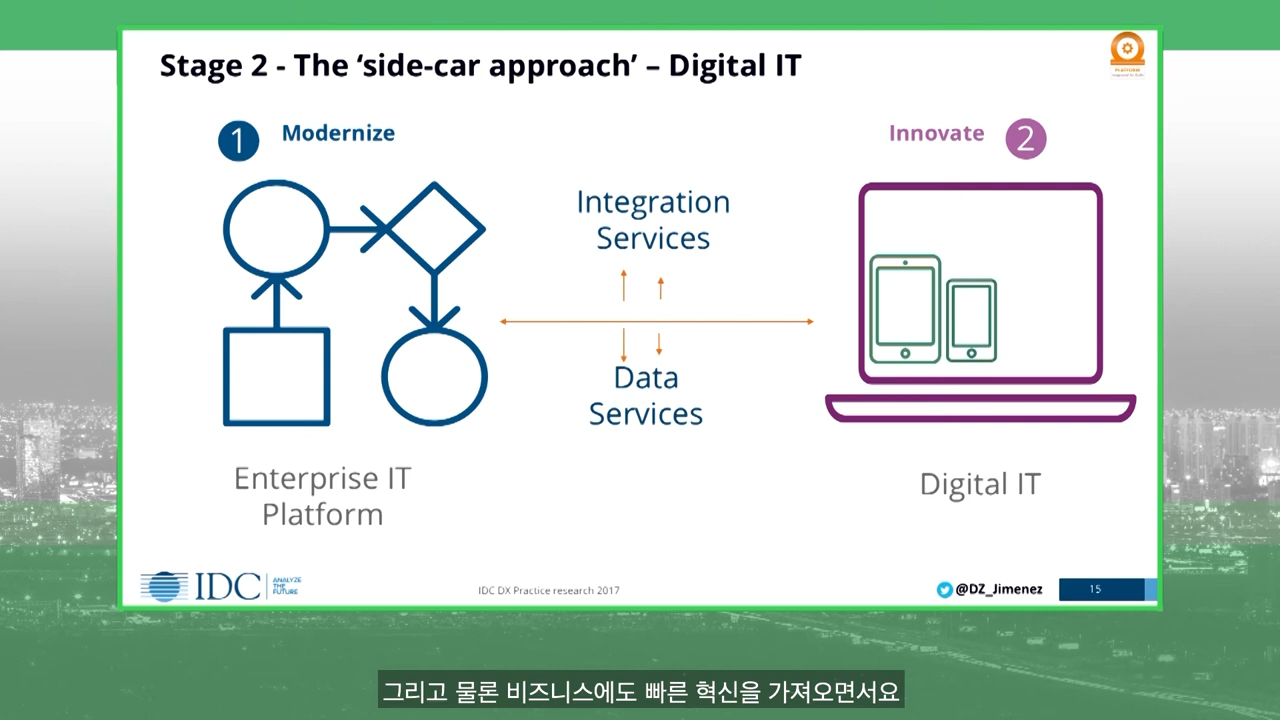 Stage 2 - The ‘side-car approach’ – Digital IT
PLATFORM
1 Modernize
Innovate 2
Integration
Services
Data
Services
Enterprise IT
Platform
Digital IT
IDC
ANALYZE
THE
FUTURE
IDC DX Practice research 2017
@DZ_Jimenez
15
그리고 물론 비즈니스에도 빠른 혁신을 가져오면서요